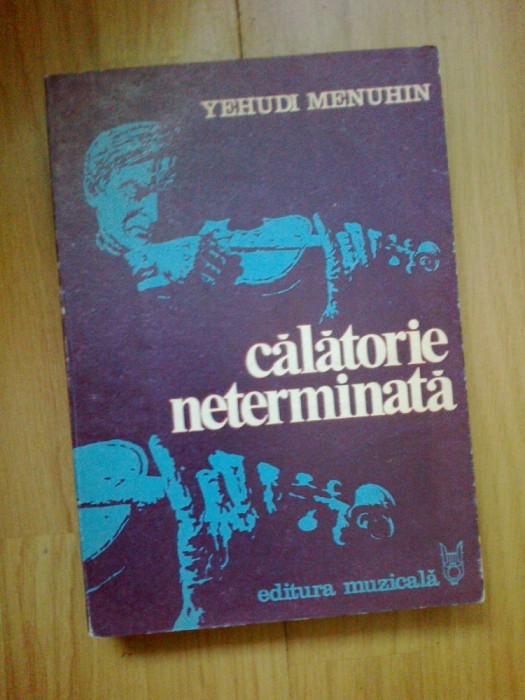 YEHUDI MENUHIN
călătorie
neterminată
editura muzicală